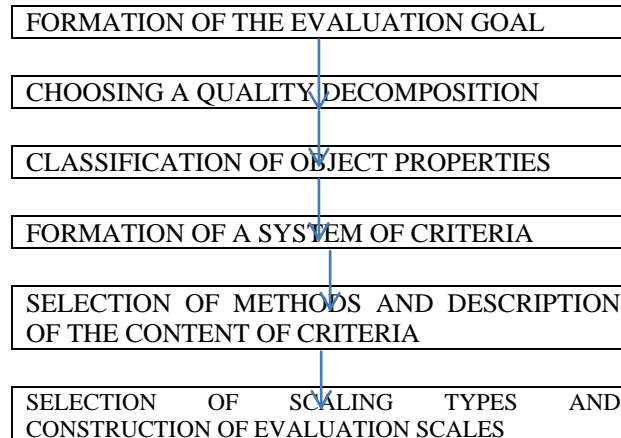 FORMATION OF THE EVALUATION GOAL
CHOOSING A QUALITY DECOMPOSITION
CLASSIFICATION OF OBJECT PROPERTIES
FORMATION OF A SYSTEM OF CRITERIA
SELECTION OF METHODS AND DESCRIPTION
OF THE CONTENT OF CRITERIA
SELECTION OF SCALING TYPES AND
CONSTRUCTION OF EVALUATION SCALES